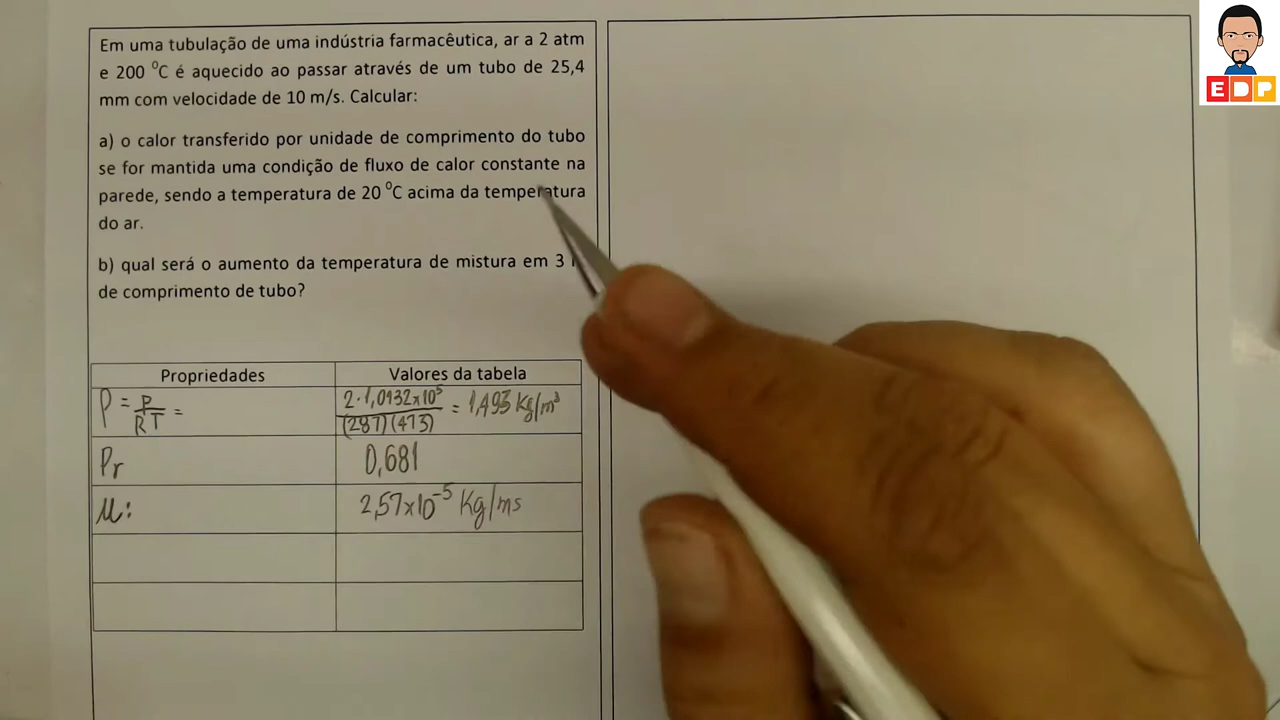 Em uma tubulação de uma indústria farmacêutica, ar a 2 atm
e 200 ⁰C é aquecido ao passar através de um tubo de 25,4
mm com velocidade de 10 m/s. Calcular:
a) o calor transferido por unidade de comprimento do tubo
se for mantida uma condição de fluxo de calor constante na
parede, sendo a temperatura de 20 ⁰C acima da temperatura
do ar.
b) qual será o aumento da temperatura de mistura em 3
de comprimento de tubo?
Propriedades Valores da tabela
ρ = P/RT = 2·1,0132x10⁵/(287)(473) = 1,493 Kg/m³
Pr 0,681
μ: 2,57x10⁻⁵ Kg/ms
EDP